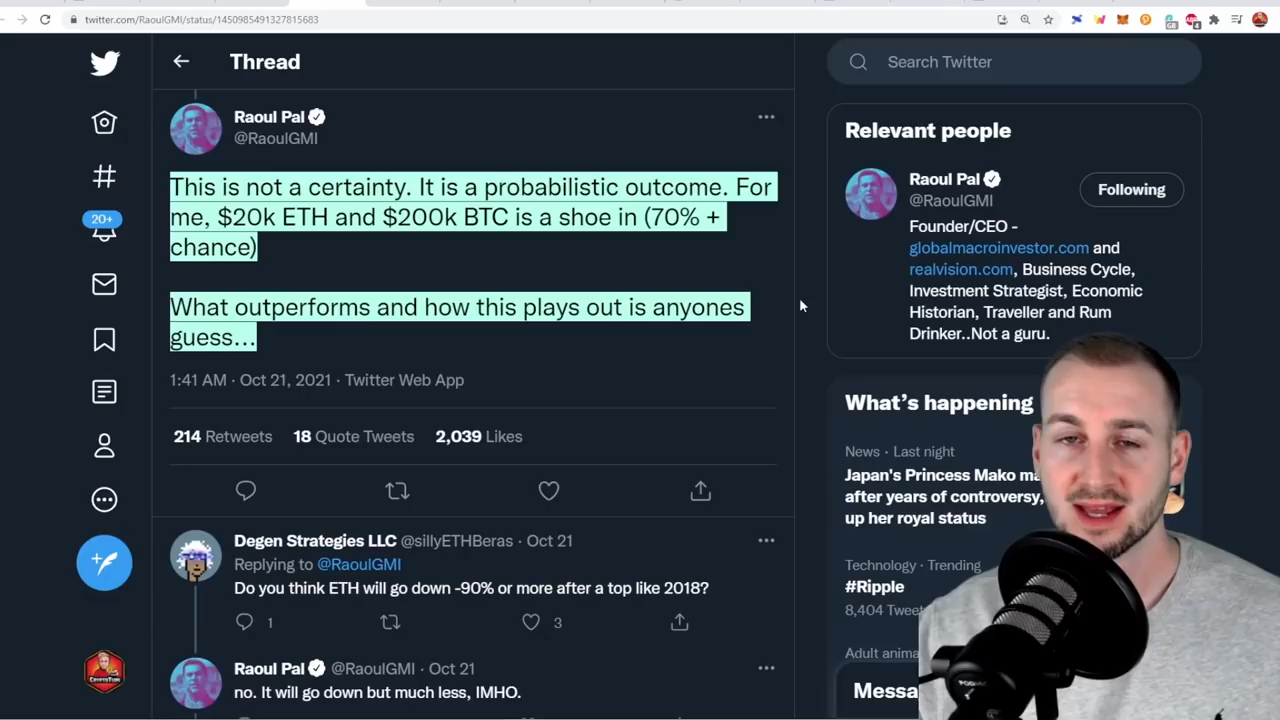 twitter.com/RaoulGMI/status/1450985491327815683
Thread
Search Twitter
Raoul Pal
@RaoulGMI
This is not a certainty. It is a probabilistic outcome. For
me, $20k ETH and $200k BTC is a shoe in (70% +
chance)
What outperforms and how this plays out is anyones
guess...
1:41 AM · Oct 21, 2021 · Twitter Web App
214 Retweets 18 Quote Tweets 2,039 Likes
20+
Degen Strategies LLC @sillyETHBeras · Oct 21
Replying to @RaoulGMI
Do you think ETH will go down -90% or more after a top like 2018?
1
3
Raoul Pal @RaoulGMI · Oct 21
no. It will go down but much less, IMHO.
Relevant people
Raoul Pal
Following
@RaoulGMI
Founder/CEO -
globalmacroinvestor.com and
realvision.com, Business Cycle,
Investment Strategist, Economic
Historian, Traveller and Rum
Drinker..Not a guru.
What's happening
News · Last night
Japan's Princess Mako
after years of controversy,
up her royal status
Technology · Trending
#Ripple
8,404
Adult